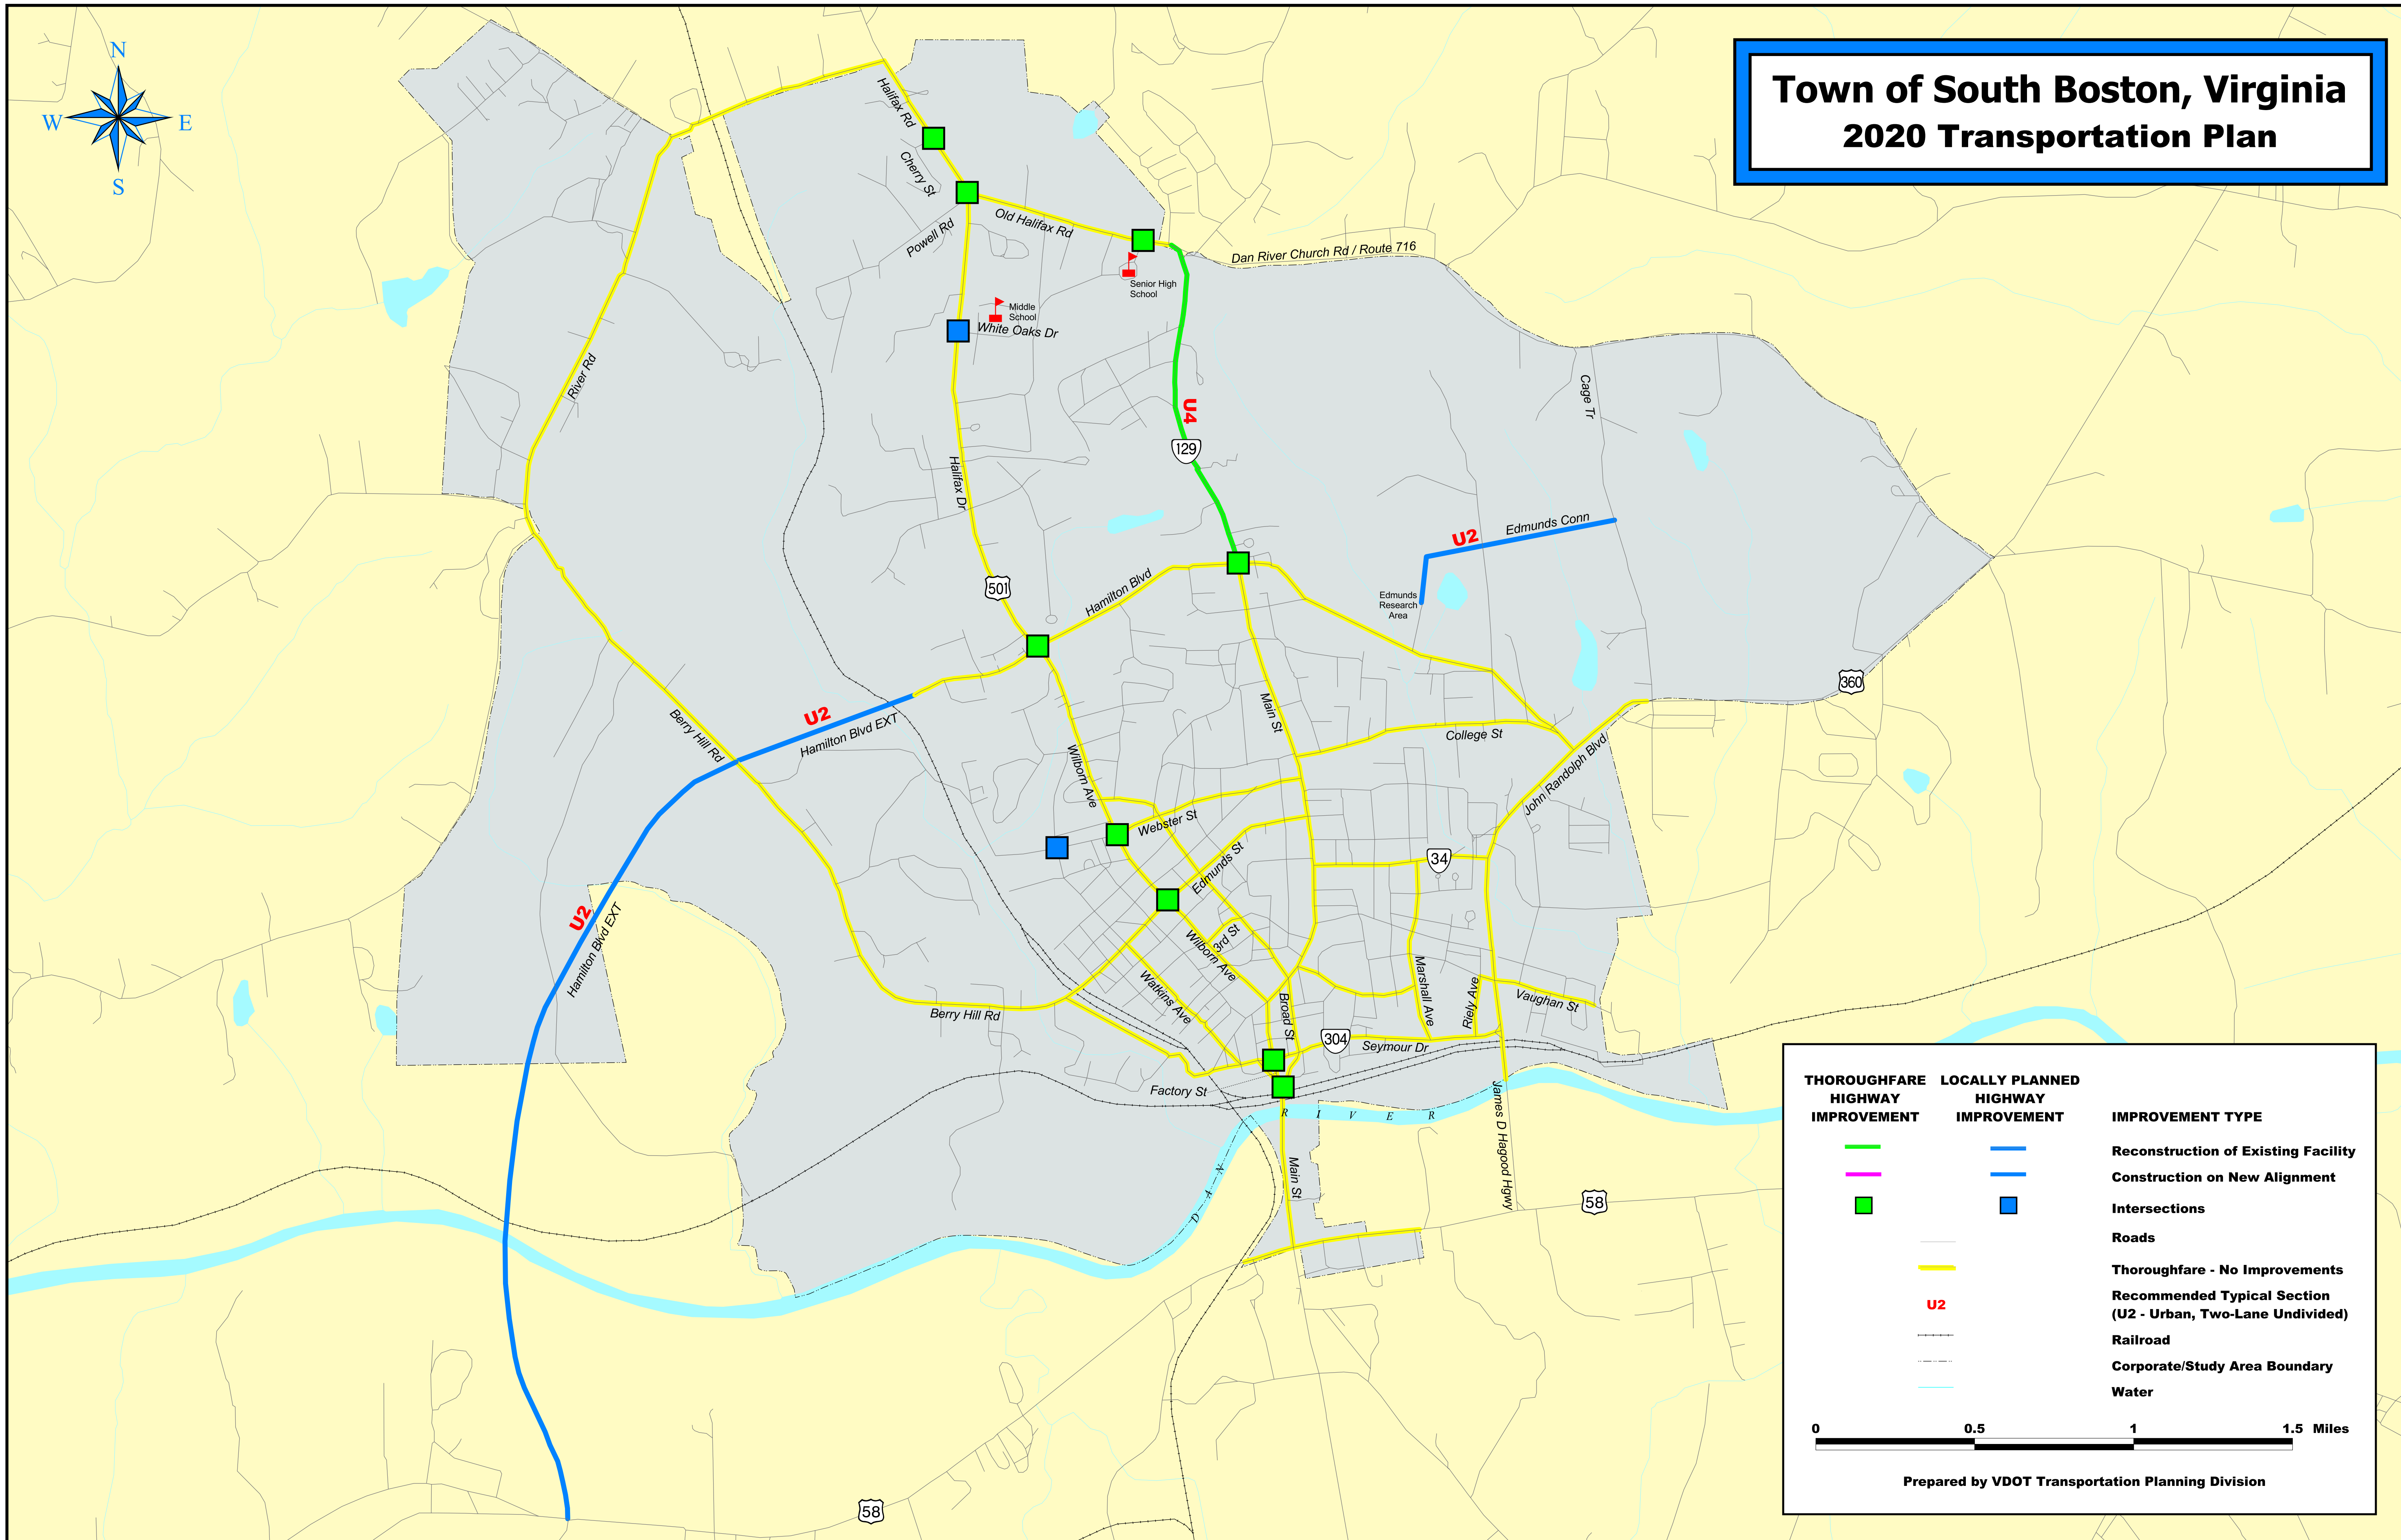 Town of South Boston, Virginia
2020 Transportation Plan
N
W
E
S
Halifax Rd
Cherry St
Powell Rd
Old Halifax Rd
Dan River Church Rd / Route 716
Senior High
School
Middle
School
White Oaks Dr
River Rd
Cage Tr
U4
129
Halifax Dr
Edmunds Conn
U2
501
Hamilton Blvd
Edmunds
Research
Area
360
U2
Hamilton Blvd EXT
Berry Hill Rd
Main St
College St
Wilborn Ave
John Randolph Blvd
Webster St
Edmunds St
34
U2
Hamilton Blvd EXT
3rd St
Wilborn Ave
Watkins Ave
Marshall Ave
Riely Ave
Vaughan St
Berry Hill Rd
Broad St
304
Seymour Dr
Factory St
James D Hagood Hgwy
DAN RIVER
Main St
58
58
THOROUGHFARE
HIGHWAY
IMPROVEMENT
LOCALLY PLANNED
HIGHWAY
IMPROVEMENT
IMPROVEMENT TYPE
Reconstruction of Existing Facility
Construction on New Alignment
Intersections
Roads
Thoroughfare - No Improvements
U2
Recommended Typical Section
(U2 - Urban, Two-Lane Undivided)
Railroad
Corporate/Study Area Boundary
Water
0 0.5 1 1.5 Miles
Prepared by VDOT Transportation Planning Division